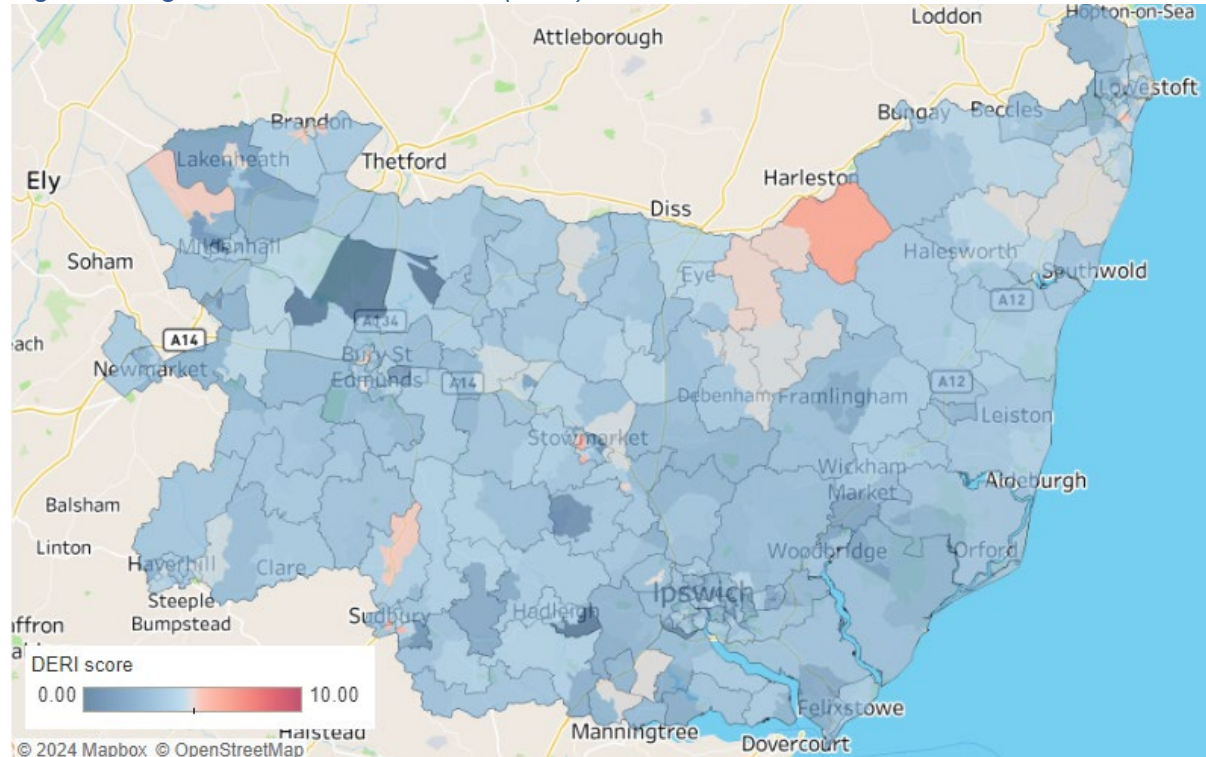 Loddon
Hopton-on-Sea
Attleborough
Lowestoft
Bungay
Beccles
Brandon
Lakenheath
Thetford
Ely
Harleston
Diss
Mildenhall
Halesworth
Soham
Eye
Southwold
A12
A134
A14
Bury St
Edmunds
Newmarket
A14
A12
Debenham
Framlingham
Leiston
Stowmarket
Wickham
Market
Aldeburgh
Balsham
Linton
Woodbridge
Orford
Haverhill
Clare
Ipswich
Steeple
Bumpstead
Sudbury
Hadleigh
affron
DERI score
0.00
10.00
Felixstowe
Halstead
Manningtree
Dovercourt
© 2024 Mapbox © OpenStreetMap